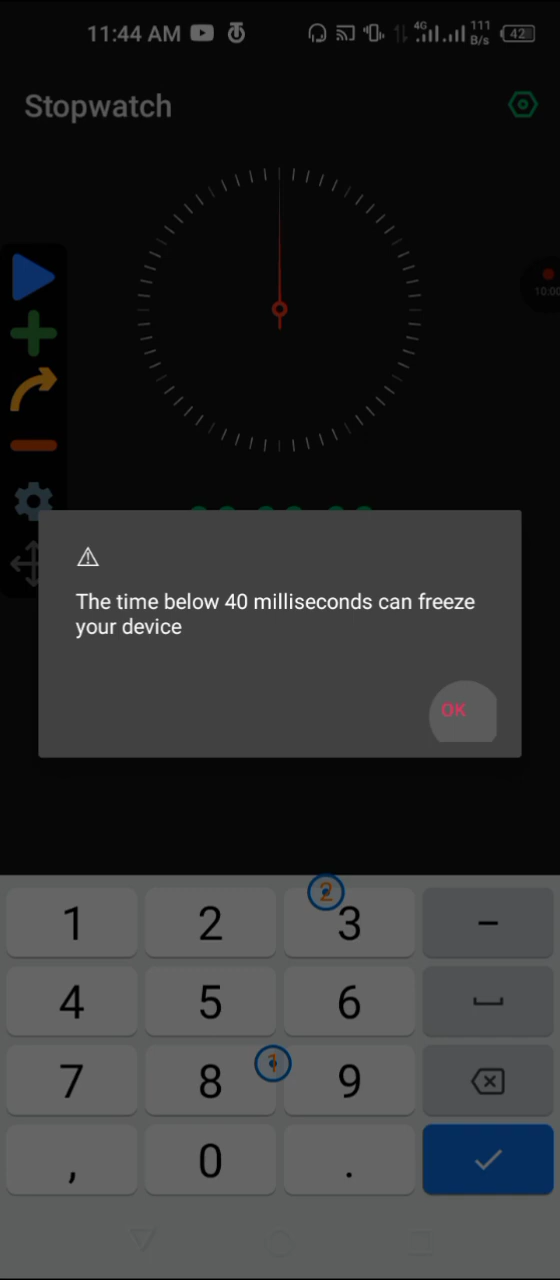 11:44 AM
4G
111
B/s
42
Stopwatch
10:00
The time below 40 milliseconds can freeze
your device
OK
2
1 2 3 –
4 5 6
1
7 8 9
, 0 .